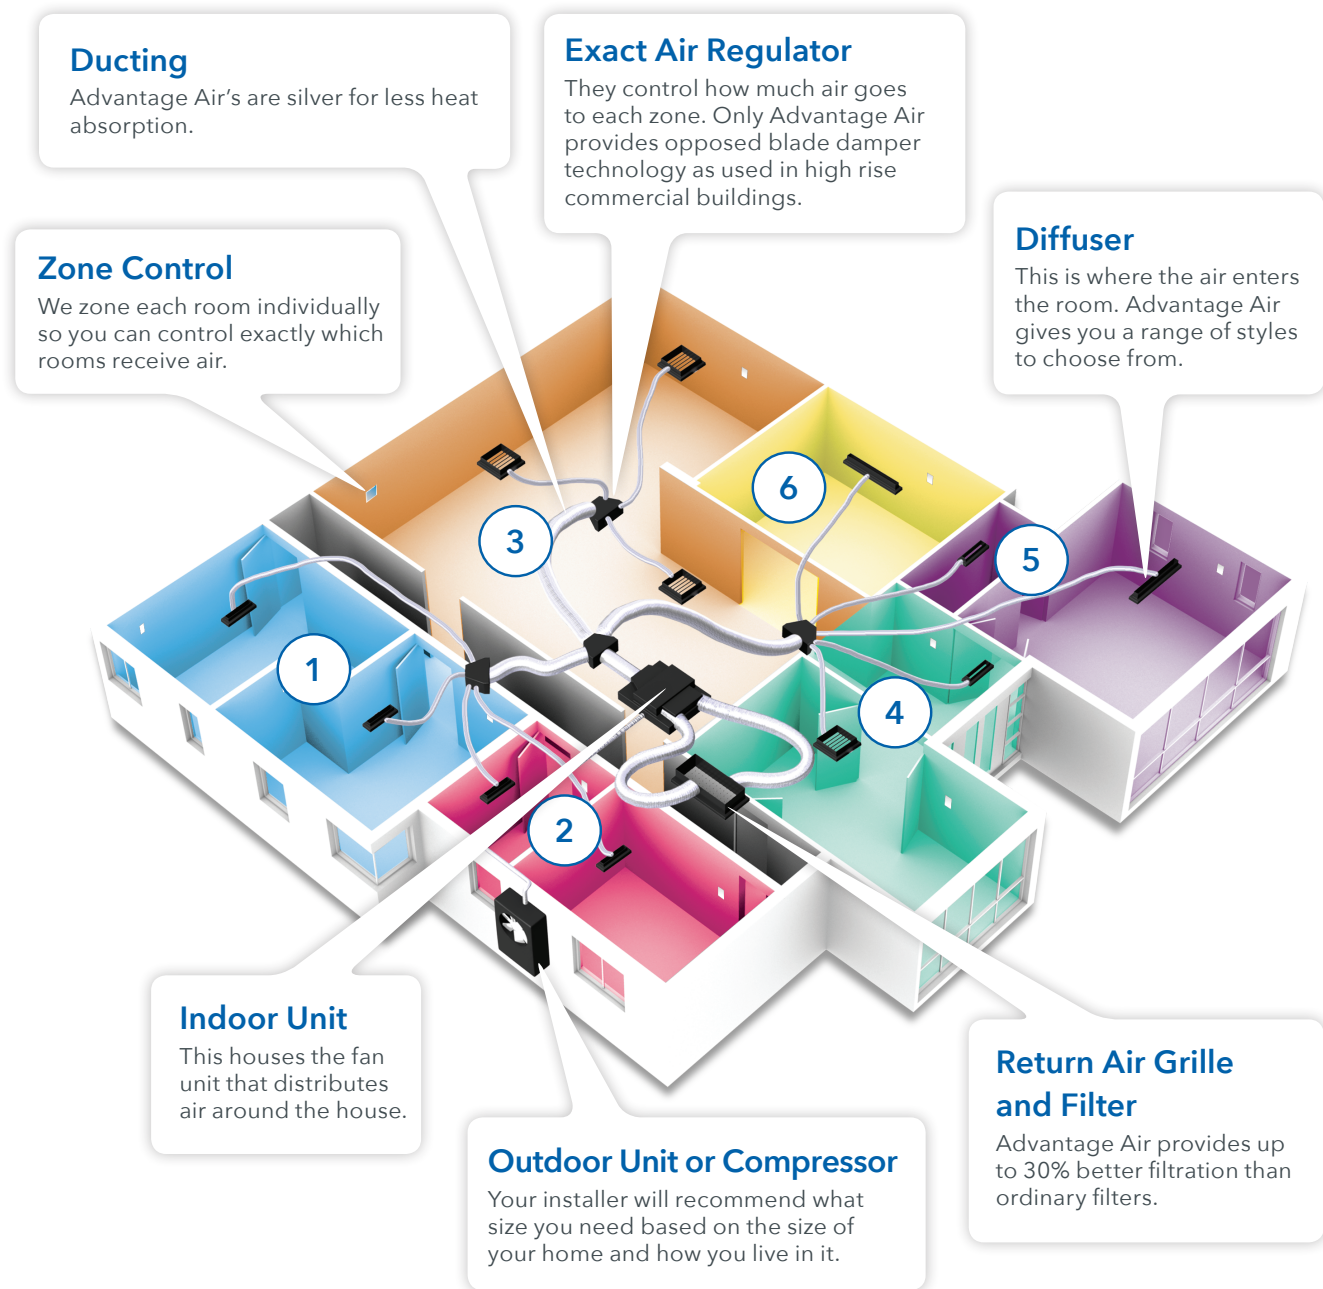 Ducting
Advantage Air’s are silver for less heat
absorption.
Exact Air Regulator
They control how much air goes
to each zone. Only Advantage Air
provides opposed blade damper
technology as used in high rise
commercial buildings.
Zone Control
We zone each room individually
so you can control exactly which
rooms receive air.
Diffuser
This is where the air enters
the room. Advantage Air
gives you a range of styles
to choose from.
6
3
5
1
4
2
Indoor Unit
This houses the fan
unit that distributes
air around the house.
Outdoor Unit or Compressor
Your installer will recommend what
size you need based on the size of
your home and how you live in it.
Return Air Grille
and Filter
Advantage Air provides up
to 30% better filtration than
ordinary filters.